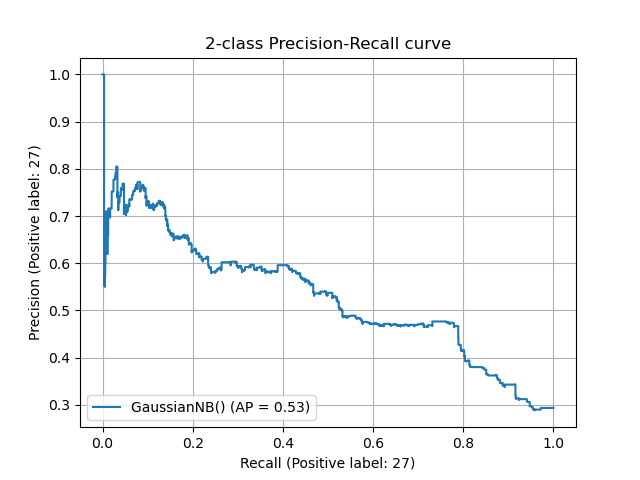 2-class Precision-Recall curve
1.0
0.9
0.8
0.7
0.6
0.5
0.4
0.3
Precision (Positive label: 27)
GaussianNB() (AP = 0.53)
0.0 0.2 0.4 0.6 0.8 1.0
Recall (Positive label: 27)